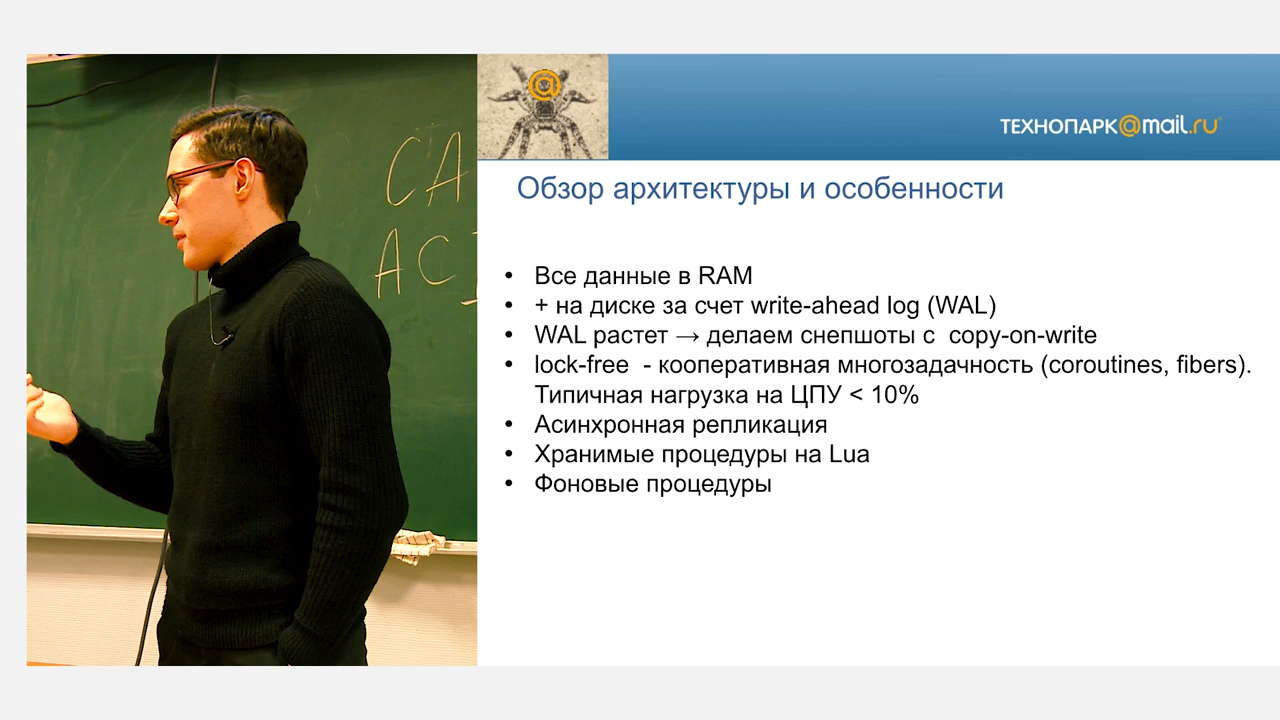 CA
ACI
@
ТЕХНОПАРК@mail.ru
Обзор архитектуры и особенности
• Все данные в RAM
• + на диске за счет write-ahead log (WAL)
• WAL растет → делаем снепшоты с copy-on-write
• lock-free - кооперативная многозадачность (coroutines, fibers).
Типичная нагрузка на ЦПУ < 10%
• Асинхронная репликация
• Хранимые процедуры на Lua
• Фоновые процедуры